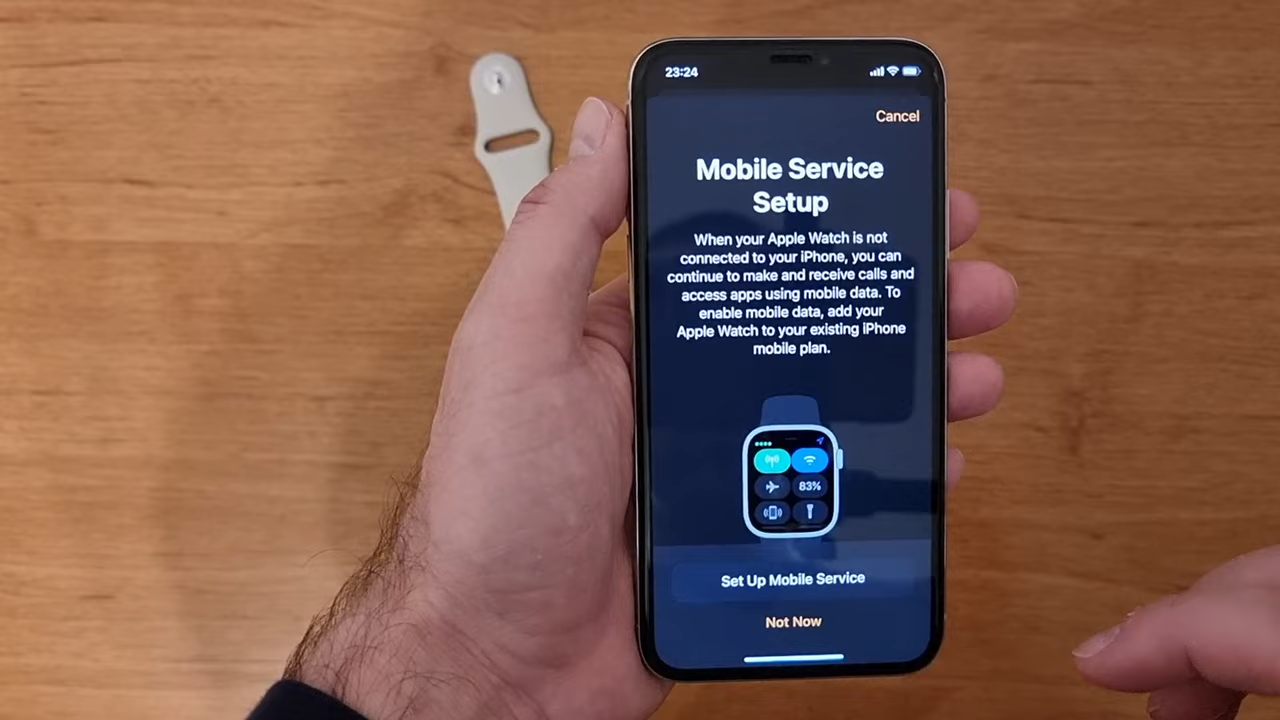 23:24
Cancel
Mobile Service
Setup
When your Apple Watch is not
connected to your iPhone, you can
continue to make and receive calls and
access apps using mobile data. To
enable mobile data, add your
Apple Watch to your existing iPhone
mobile plan.
83%
Set Up Mobile Service
Not Now